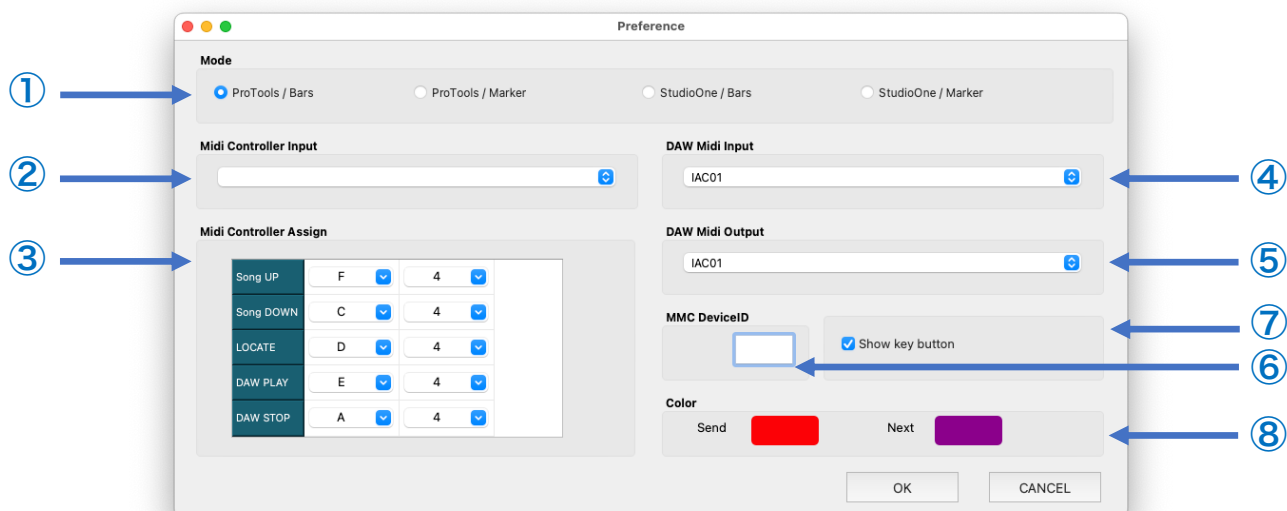 Preference
Mode
①
ProTools / Bars
ProTools / Marker
StudioOne / Bars
StudioOne / Marker
Midi Controller Input
②
DAW Midi Input
IAC01
④
Midi Controller Assign
③
Song UP F 4
Song DOWN C 4
LOCATE D 4
DAW PLAY E 4
DAW STOP A 4
DAW Midi Output
IAC01
⑤
MMC DeviceID
⑥
Show key button
⑦
Color
Send
Next
⑧
OK
CANCEL